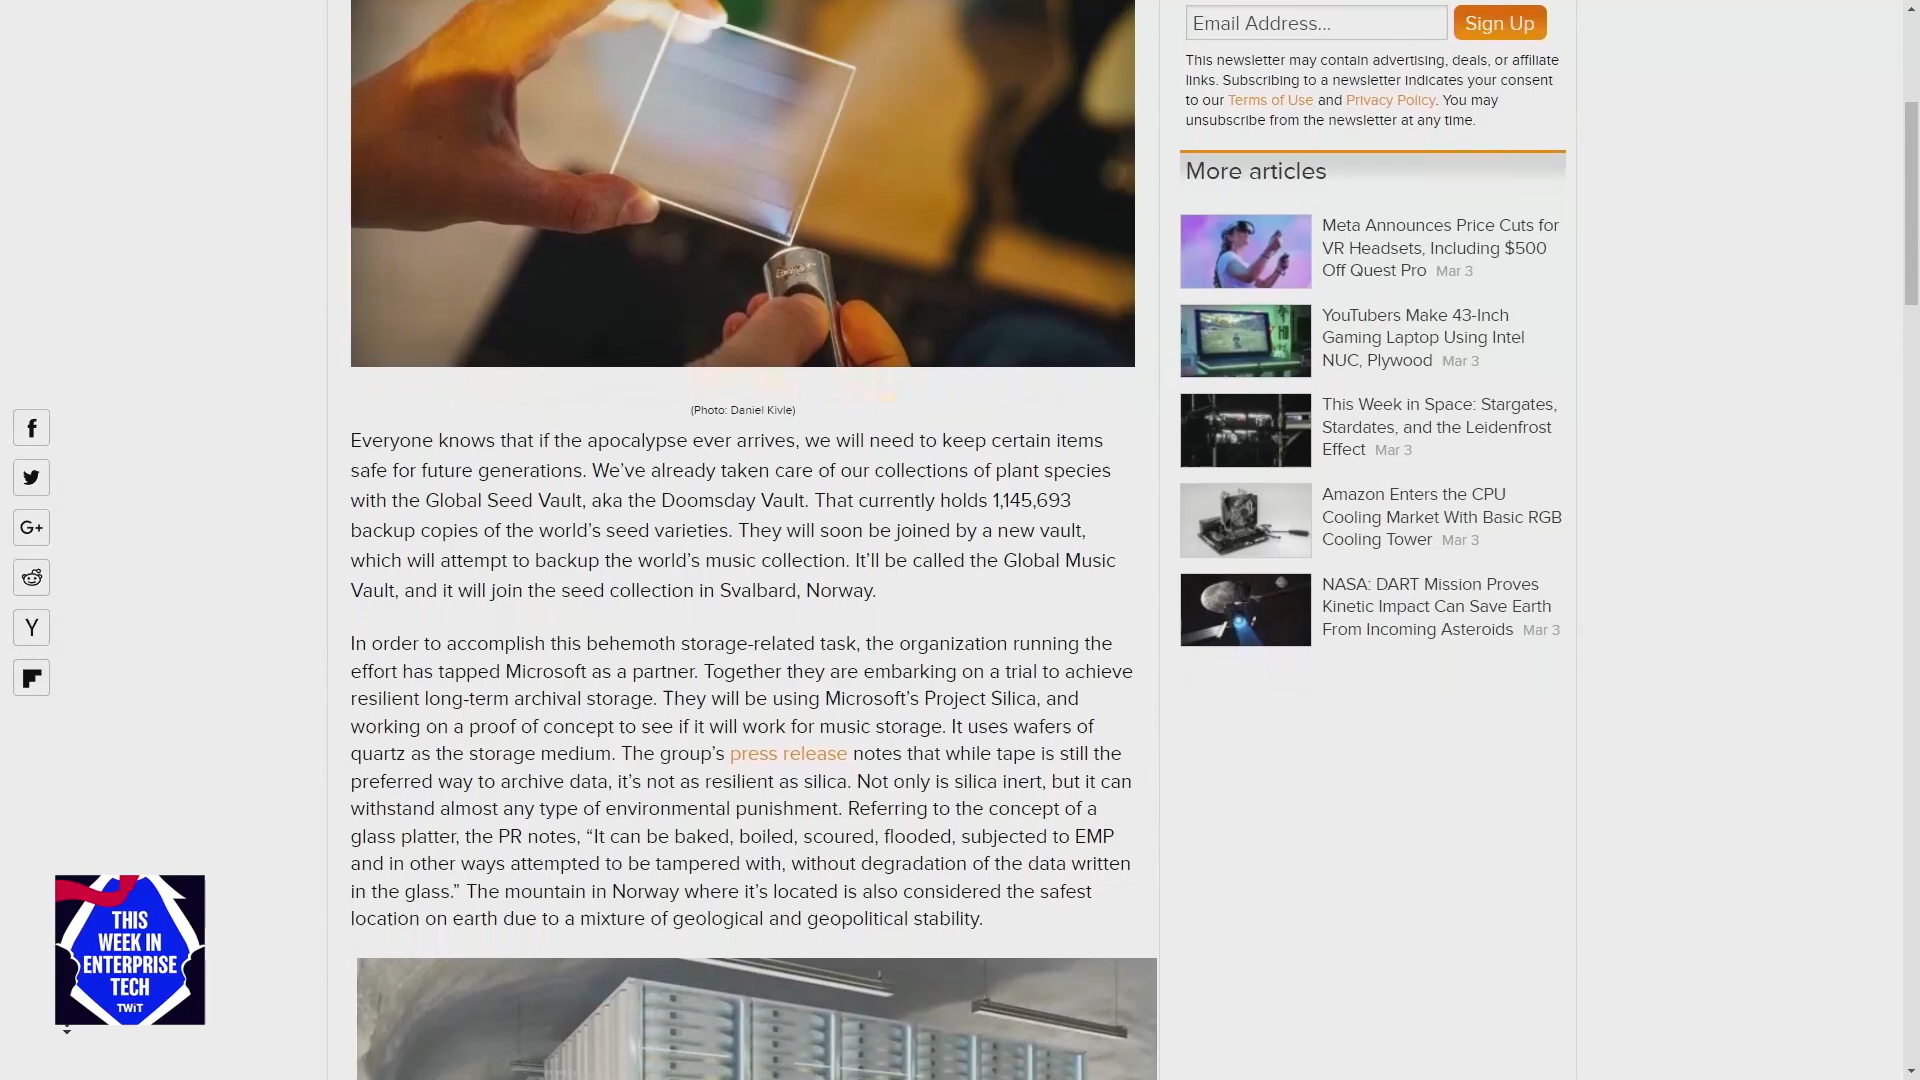 Email Address...
Sign Up
This newsletter may contain advertising, deals, or affiliate
links. Subscribing to a newsletter indicates your consent
to our Terms of Use and Privacy Policy. You may
unsubscribe from the newsletter at any time.
More articles
Meta Announces Price Cuts for
VR Headsets, Including $500
Off Quest Pro Mar 3
YouTubers Make 43-Inch
Gaming Laptop Using Intel
NUC, Plywood Mar 3
This Week in Space: Stargates,
Stardates, and the Leidenfrost
Effect Mar 3
Amazon Enters the CPU
Cooling Market With Basic RGB
Cooling Tower Mar 3
NASA: DART Mission Proves
Kinetic Impact Can Save Earth
From Incoming Asteroids Mar 3
(Photo: Daniel Kivle)
Everyone knows that if the apocalypse ever arrives, we will need to keep certain items
safe for future generations. We’ve already taken care of our collections of plant species
with the Global Seed Vault, aka the Doomsday Vault. That currently holds 1,145,693
backup copies of the world’s seed varieties. They will soon be joined by a new vault,
which will attempt to backup the world’s music collection. It’ll be called the Global Music
Vault, and it will join the seed collection in Svalbard, Norway.
In order to accomplish this behemoth storage-related task, the organization running the
effort has tapped Microsoft as a partner. Together they are embarking on a trial to achieve
resilient long-term archival storage. They will be using Microsoft’s Project Silica, and
working on a proof of concept to see if it will work for music storage. It uses wafers of
quartz as the storage medium. The group’s press release notes that while tape is still the
preferred way to archive data, it’s not as resilient as silica. Not only is silica inert, but it can
withstand almost any type of environmental punishment. Referring to the concept of a
glass platter, the PR notes, “It can be baked, boiled, scoured, flooded, subjected to EMP
and in other ways attempted to be tampered with, without degradation of the data written
in the glass.” The mountain in Norway where it’s located is also considered the safest
location on earth due to a mixture of geological and geopolitical stability.
f
G+
Y
THIS
WEEK IN
ENTERPRISE
TECH
TWiT